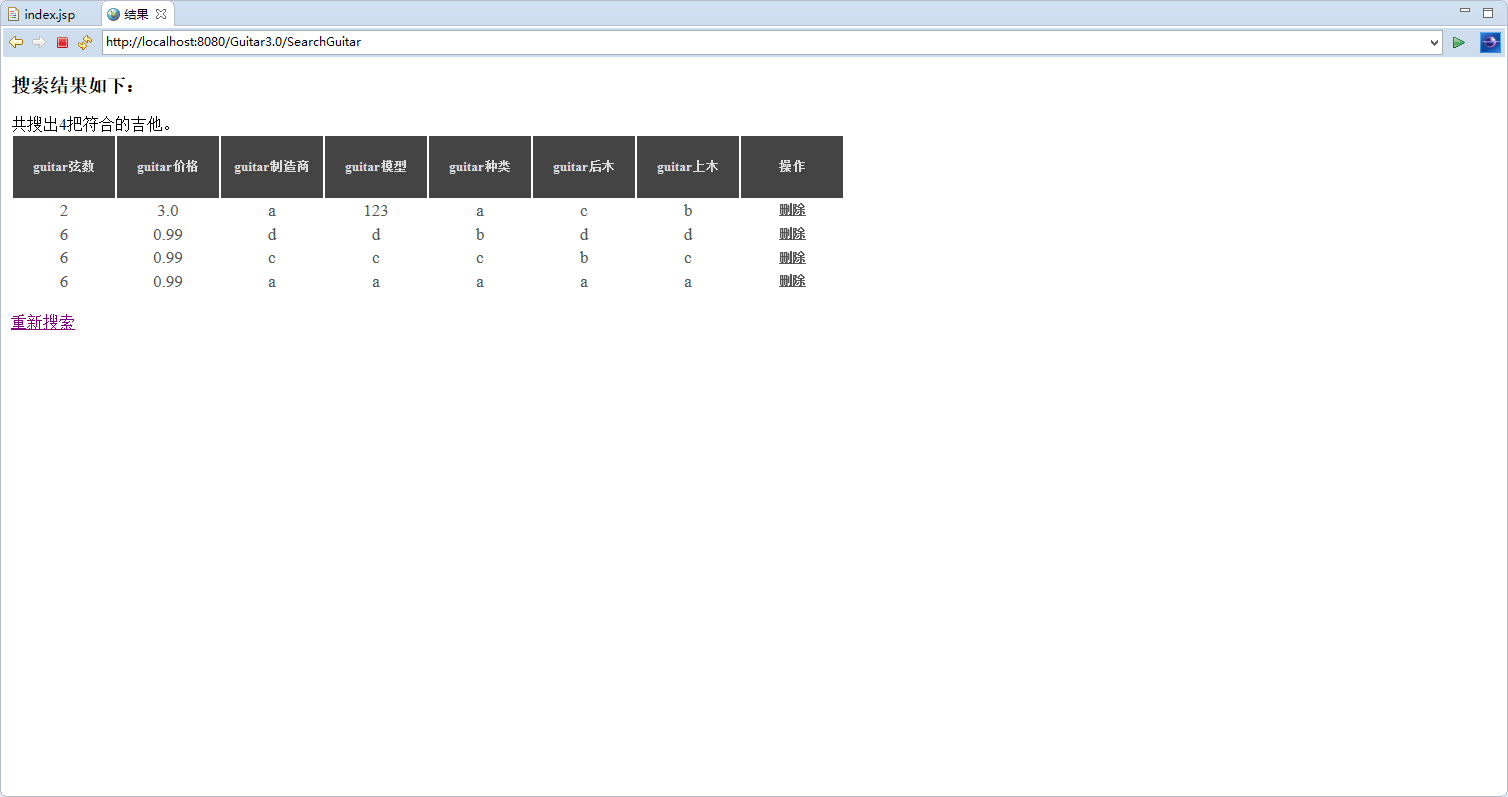 index.jsp 结果
http://localhost:8080/Guitar3.0/SearchGuitar
搜索结果如下：
共搜出4把符合的吉他。
guitar弦数 guitar价格 guitar制造商 guitar模型 guitar种类 guitar后木 guitar上木 操作
2 3.0 a 123 a c b 删除
6 0.99 d d b d d 删除
6 0.99 c c c b c 删除
6 0.99 a a a a a 删除
重新搜索